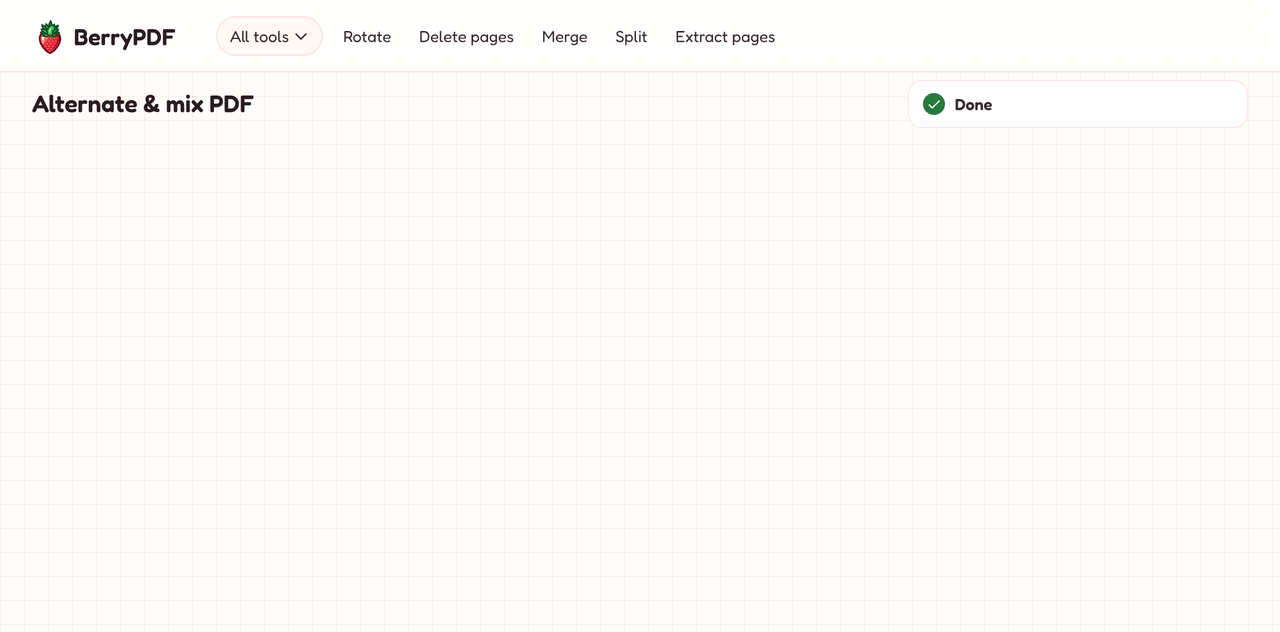 BerryPDF
All tools
Rotate
Delete pages
Merge
Split
Extract pages
Alternate & mix PDF
Done